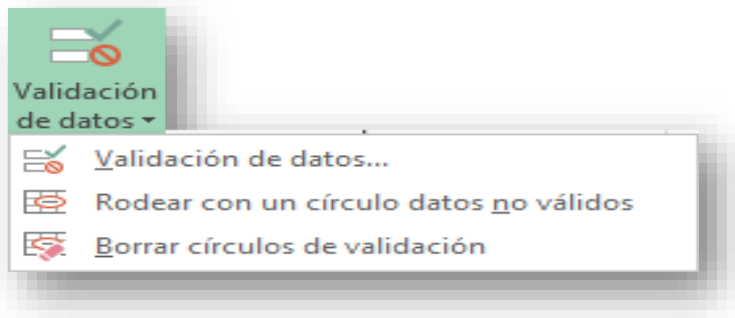 Validación
de datos
Validación de datos...
Rodear con un círculo datos no válidos
Borrar círculos de validación